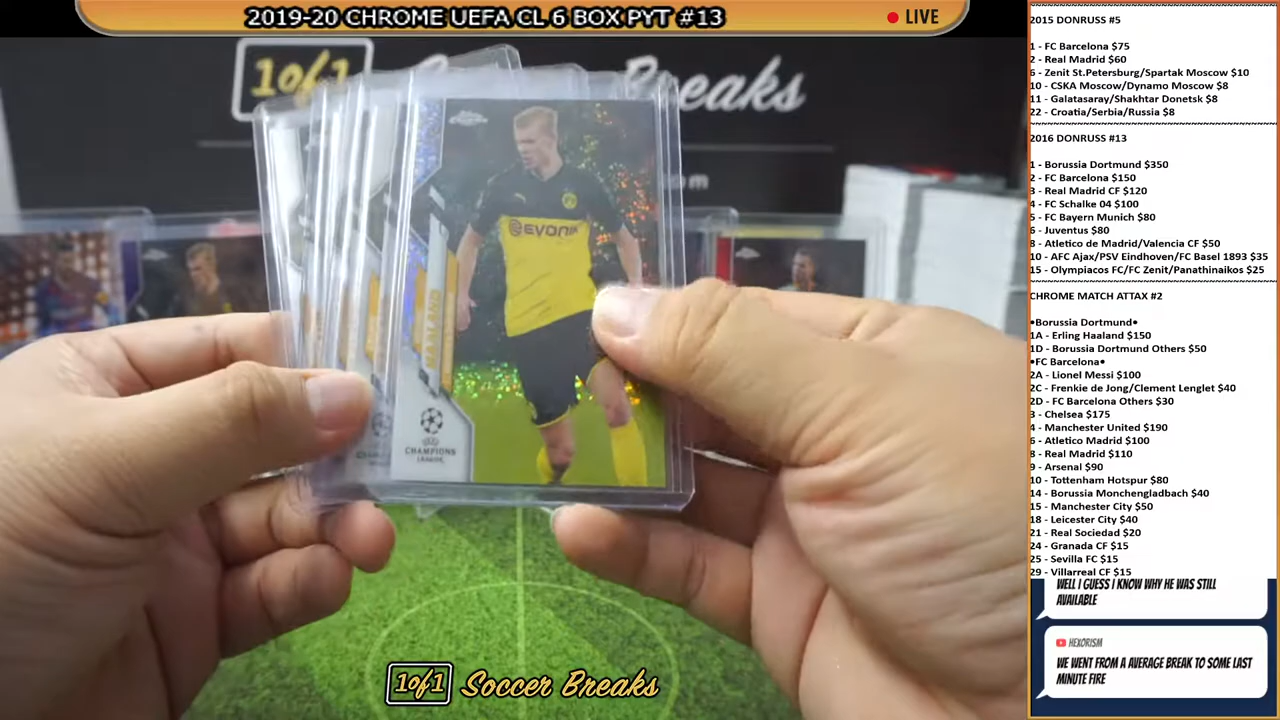 2019-20 CHROME UEFA CL 6 BOX PYT #13
LIVE
1of1
Breaks
om
EVONIK
HAALAND
UEFA
CHAMPIONS
LEAGUE
1of1 Soccer Breaks
2015 DONRUSS #5
1 - FC Barcelona $75
2 - Real Madrid $60
6 - Zenit St.Petersburg/Spartak Moscow $10
10 - CSKA Moscow/Dynamo Moscow $8
11 - Galatasaray/Shakhtar Donetsk $8
22 - Croatia/Serbia/Russia $8
2016 DONRUSS #13
1 - Borussia Dortmund $350
2 - FC Barcelona $150
3 - Real Madrid CF $120
4 - FC Schalke 04 $100
5 - FC Bayern Munich $80
6 - Juventus $80
8 - Atletico de Madrid/Valencia CF $50
10 - AFC Ajax/PSV Eindhoven/FC Basel 1893 $35
15 - Olympiacos FC/FC Zenit/Panathinaikos $25
CHROME MATCH ATTAX #2
•Borussia Dortmund•
1A - Erling Haaland $150
1D - Borussia Dortmund Others $50
•FC Barcelona•
2A - Lionel Messi $100
2C - Frenkie de Jong/Clement Lenglet $40
2D - FC Barcelona Others $30
3 - Chelsea $175
4 - Manchester United $190
6 - Atletico Madrid $100
8 - Real Madrid $110
9 - Arsenal $90
10 - Tottenham Hotspur $80
14 - Borussia Monchengladbach $40
15 - Manchester City $50
18 - Leicester City $40
21 - Real Sociedad $20
24 - Granada CF $15
25 - Sevilla FC $15
29 - Villarreal CF $15
WELL I GUESS I KNOW WHY HE WAS STILL
AVAILABLE
HEXORISM
WE WENT FROM A AVERAGE BREAK TO SOME LAST
MINUTE FIRE